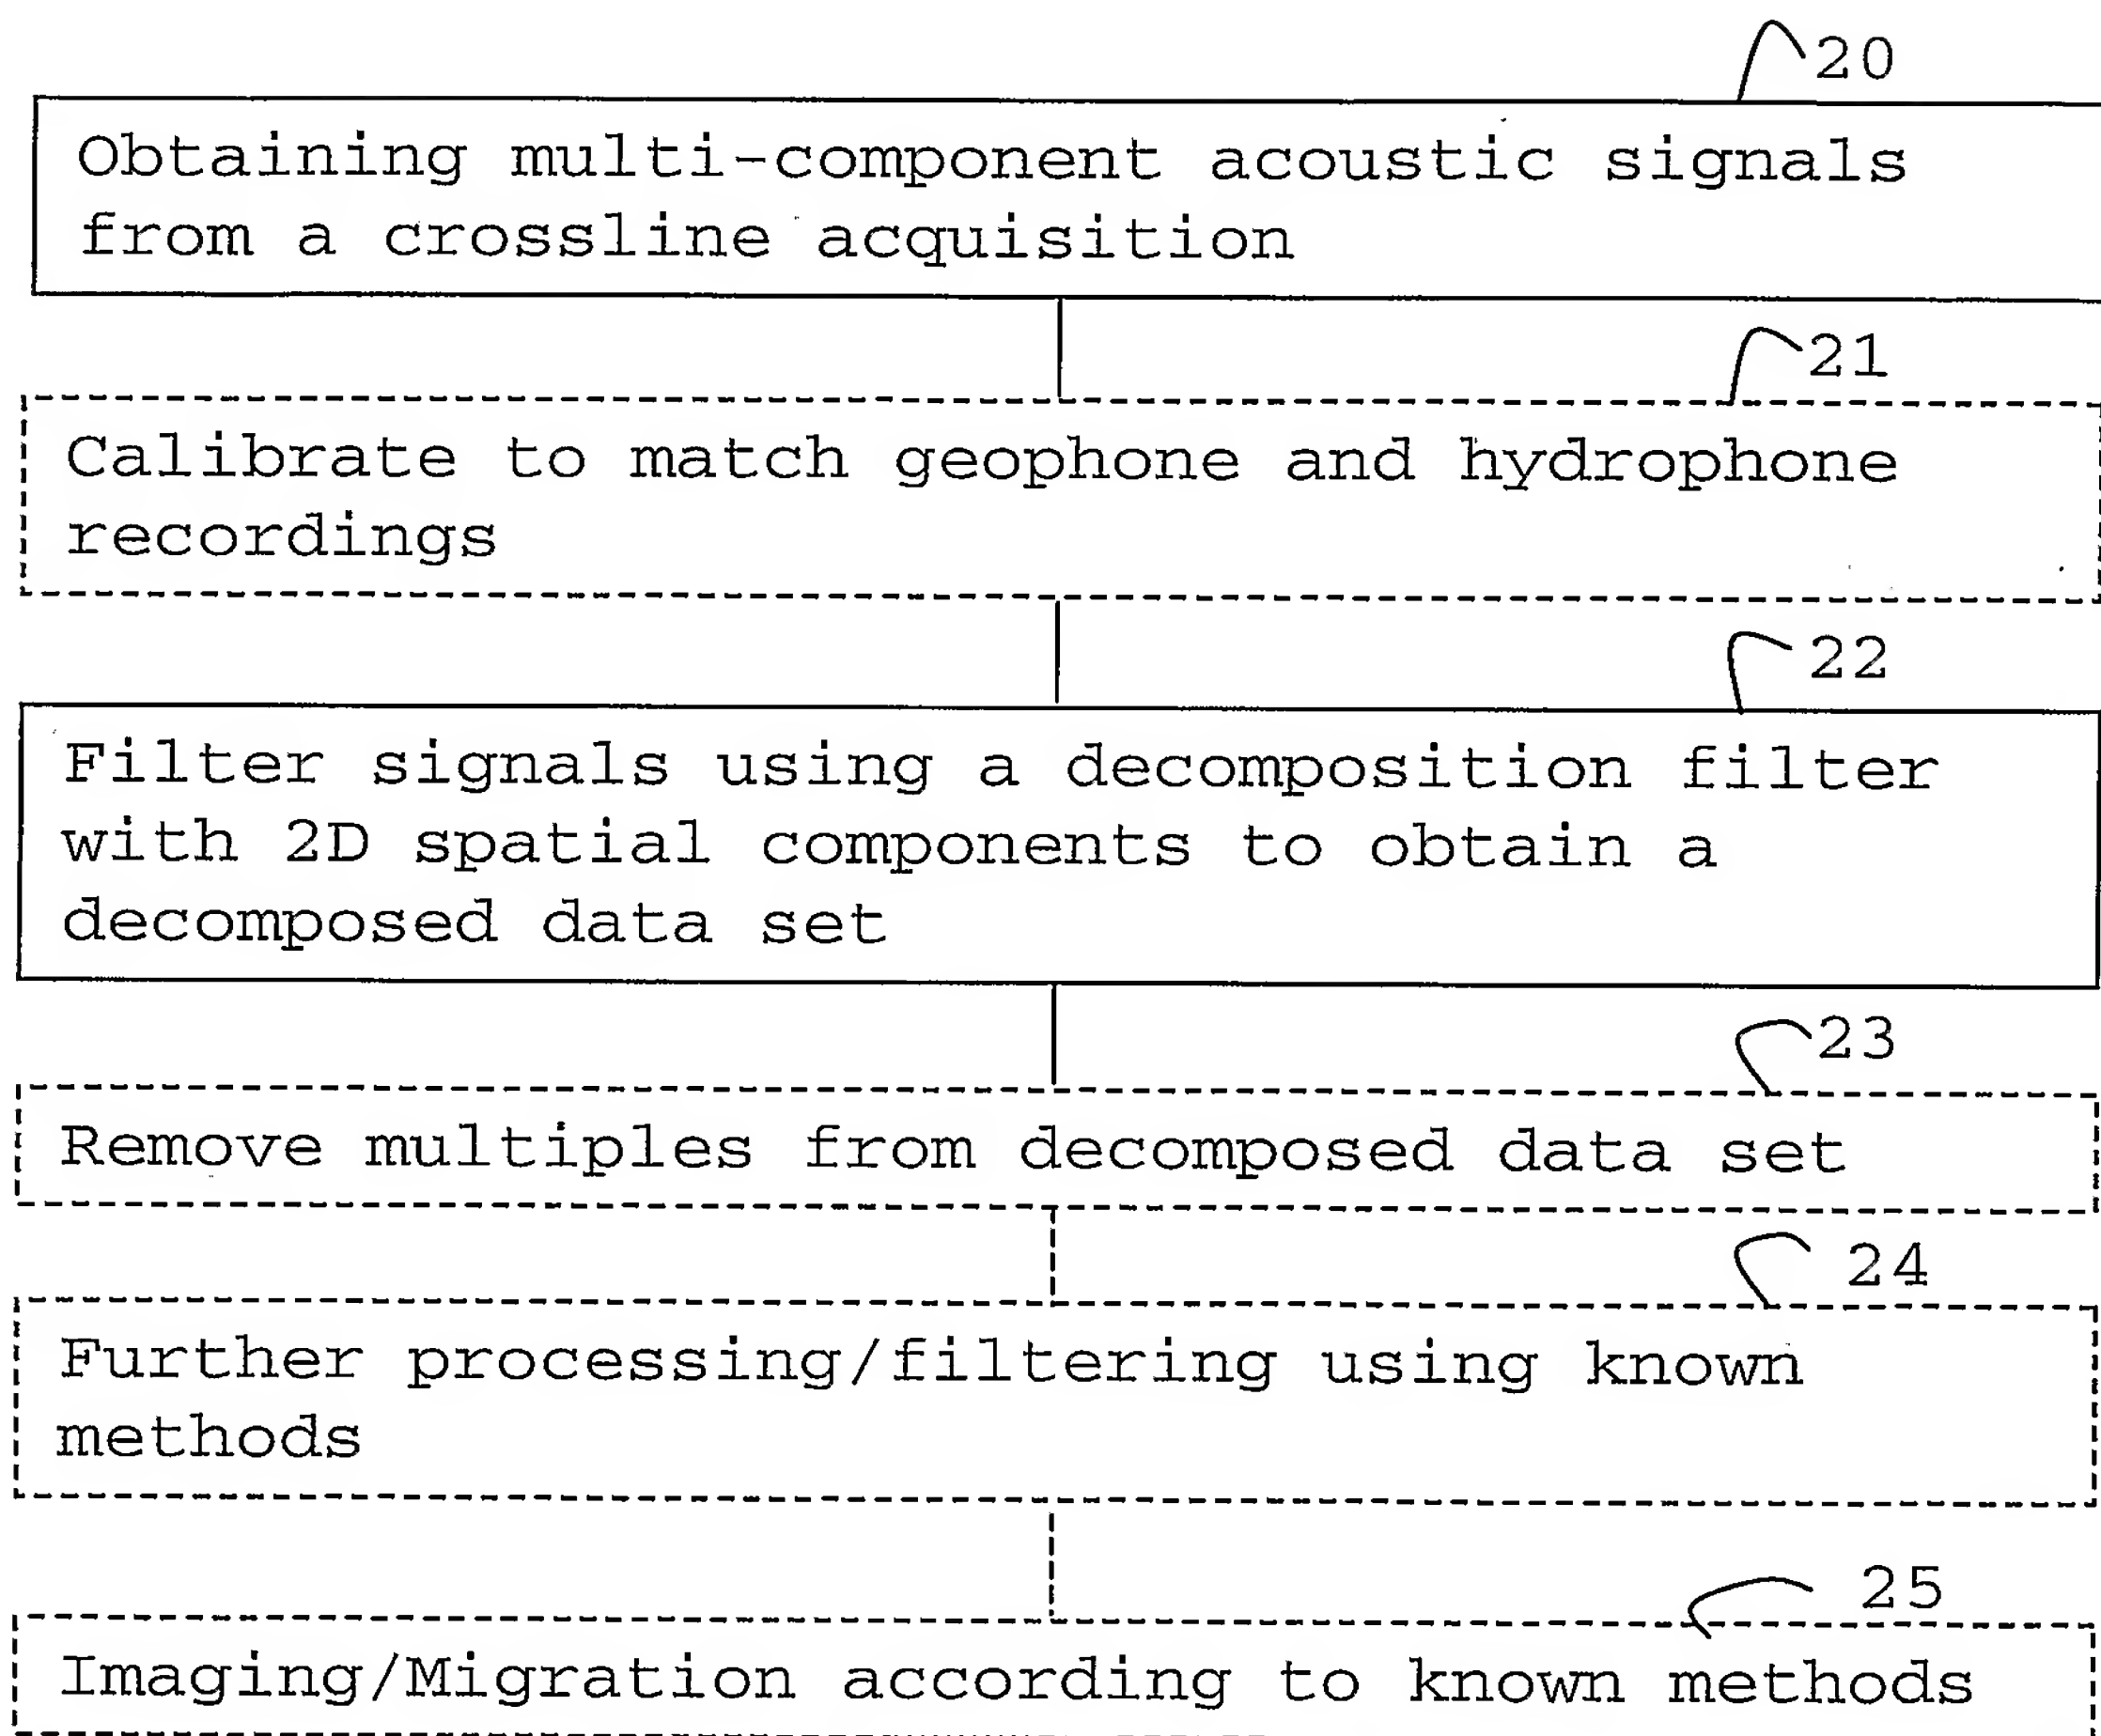 20
Obtaining multi-component acoustic signals
from a crossline acquisition
21
Calibrate to match geophone and hydrophone
recordings
22
Filter signals using a decomposition filter
with 2D spatial components to obtain a
decomposed data set
23
Remove multiples from decomposed data set
24
Further processing/filtering using known
methods
25
Imaging/Migration according to known methods